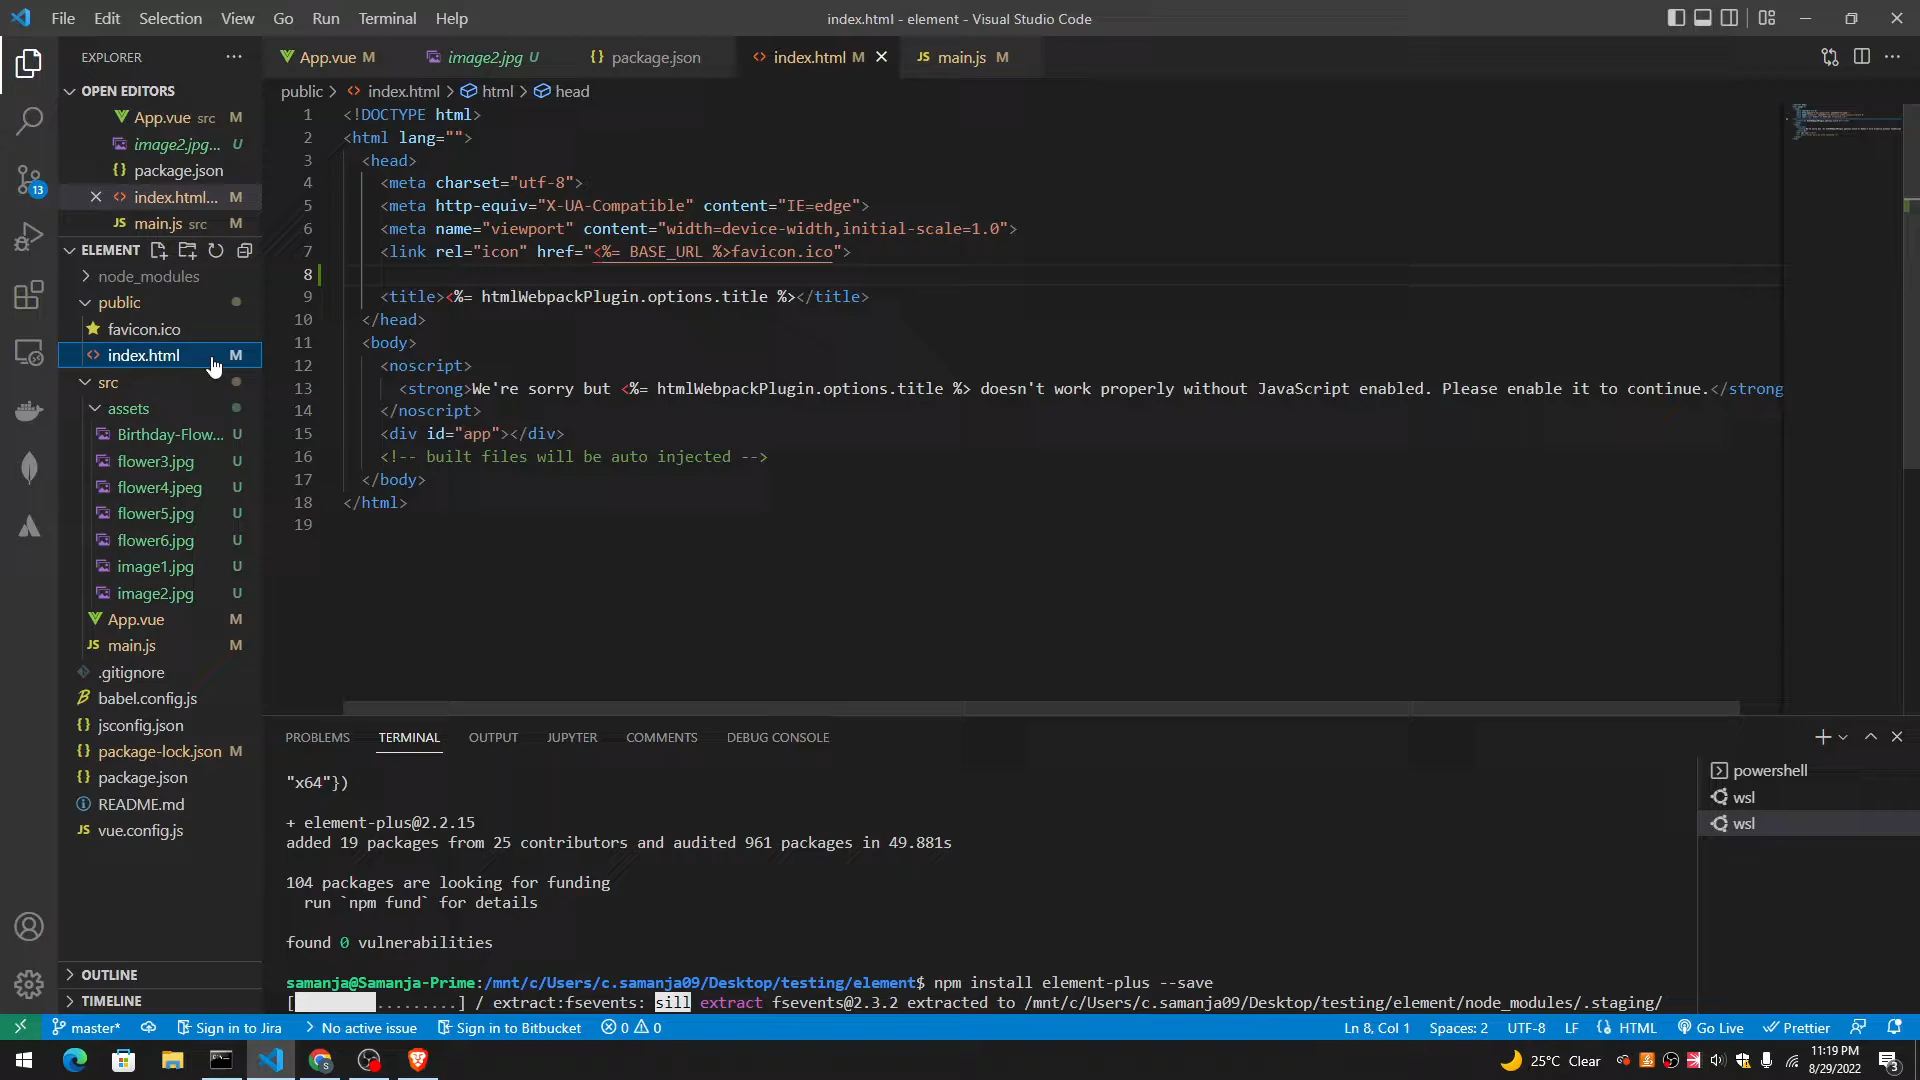 File Edit Selection View Go Run Terminal Help
index.html - element - Visual Studio Code
EXPLORER
OPEN EDITORS
App.vue src M
image2.jpg... U
package.json
index.html... M
main.js src M
ELEMENT
node_modules
public
favicon.ico
index.html M
src
assets
Birthday-Flow... U
flower3.jpg U
flower4.jpeg U
flower5.jpg U
flower6.jpg U
image1.jpg U
image2.jpg U
App.vue M
JS main.js M
.gitignore
babel.config.js
jsconfig.json
package-lock.json M
package.json
README.md
JS vue.config.js
OUTLINE
TIMELINE
13
App.vue M image2.jpg U package.json index.html M JS main.js M
public > index.html > html > head
1 <!DOCTYPE html>
2 <html lang="">
3 <head>
4 <meta charset="utf-8">
5 <meta http-equiv="X-UA-Compatible" content="IE=edge">
6 <meta name="viewport" content="width=device-width,initial-scale=1.0">
7 <link rel="icon" href="<%= BASE_URL %>favicon.ico">
8
9 <title><%= htmlWebpackPlugin.options.title %></title>
10 </head>
11 <body>
12 <noscript>
13 <strong>We're sorry but <%= htmlWebpackPlugin.options.title %> doesn't work properly without JavaScript enabled. Please enable it to continue.</strong
14 </noscript>
15 <div id="app"></div>
16 <!-- built files will be auto injected -->
17 </body>
18 </html>
19
PROBLEMS TERMINAL OUTPUT JUPYTER COMMENTS DEBUG CONSOLE
"x64"})
+ element-plus@2.2.15
added 19 packages from 25 contributors and audited 961 packages in 49.881s
104 packages are looking for funding
run `npm fund` for details
found 0 vulnerabilities
samanja@Samanja-Prime:/mnt/c/Users/c.samanja09/Desktop/testing/element$ npm install element-plus --save
[ .........] / extract:fsevents: sill extract fsevents@2.3.2 extracted to /mnt/c/Users/c.samanja09/Desktop/testing/element/node_modules/.staging/
powershell
wsl
wsl
master* Sign in to Jira No active issue Sign in to Bitbucket 0 0
Ln 8, Col 1 Spaces: 2 UTF-8 LF HTML Go Live Prettier
25°C Clear
11:19 PM
8/29/2022
3